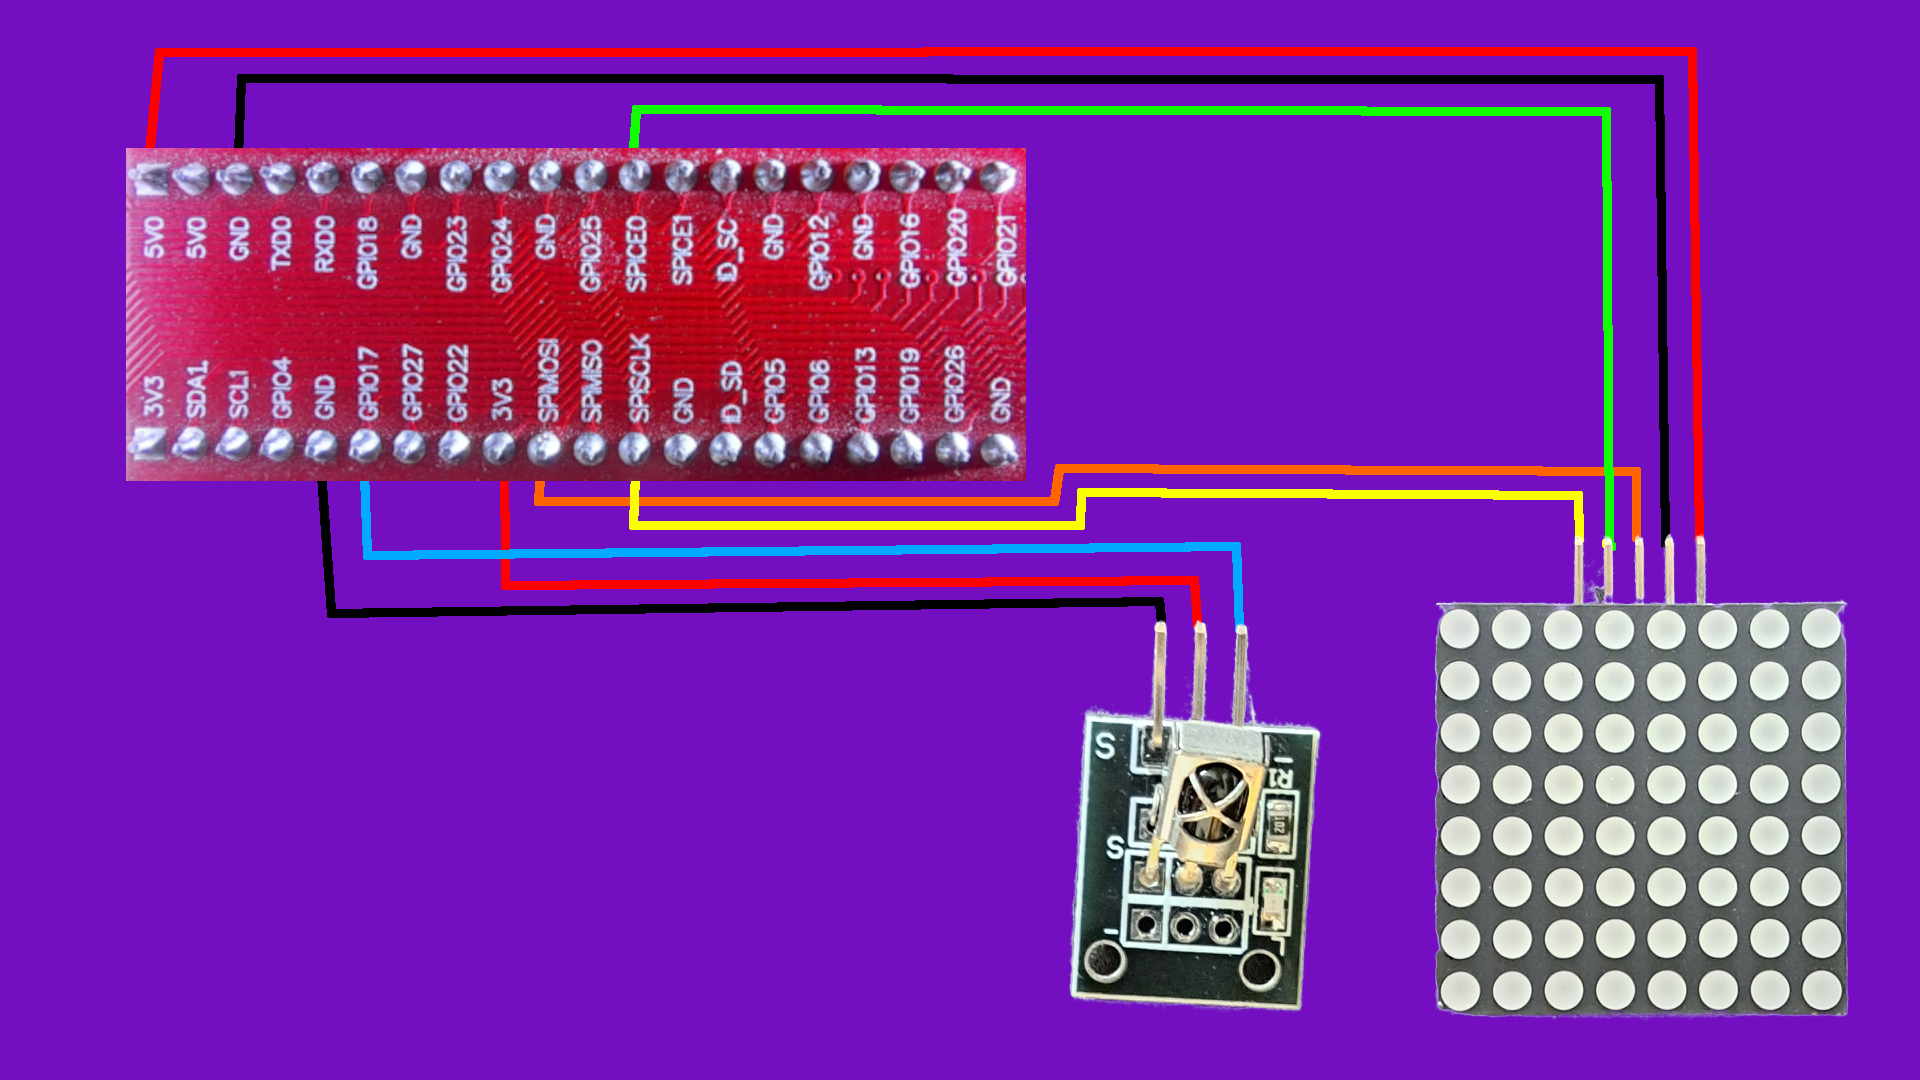 5V0 5V0 GND TXD0 RXD0 GPIO18 GND GPIO23 GPIO24 GND GPIO25 SPICE0 SPICE1 ID_SC GND GPIO12 GND GPIO16 GPIO20 GPIO21
3V3 SDA1 SCL1 GPIO4 GND GPIO17 GPIO27 GPIO22 3V3 SPIMOSI SPIMISO SPISCLK GND ID_SD GPIO5 GPIO6 GPIO13 GPIO19 GPIO26 GND
S
R1
102
S